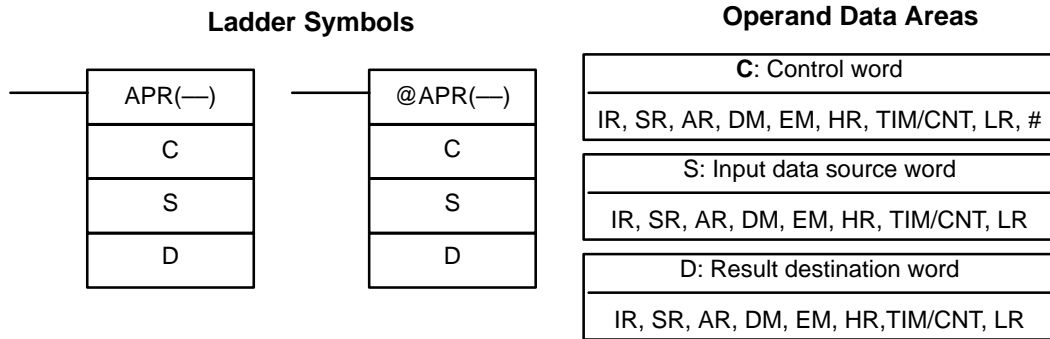 Ladder Symbols
APR(—)
C
S
D
@APR(—)
C
S
D
Operand Data Areas
C: Control word
IR, SR, AR, DM, EM, HR, TIM/CNT, LR, #
S: Input data source word
IR, SR, AR, DM, EM, HR, TIM/CNT, LR
D: Result destination word
IR, SR, AR, DM, EM, HR,TIM/CNT, LR